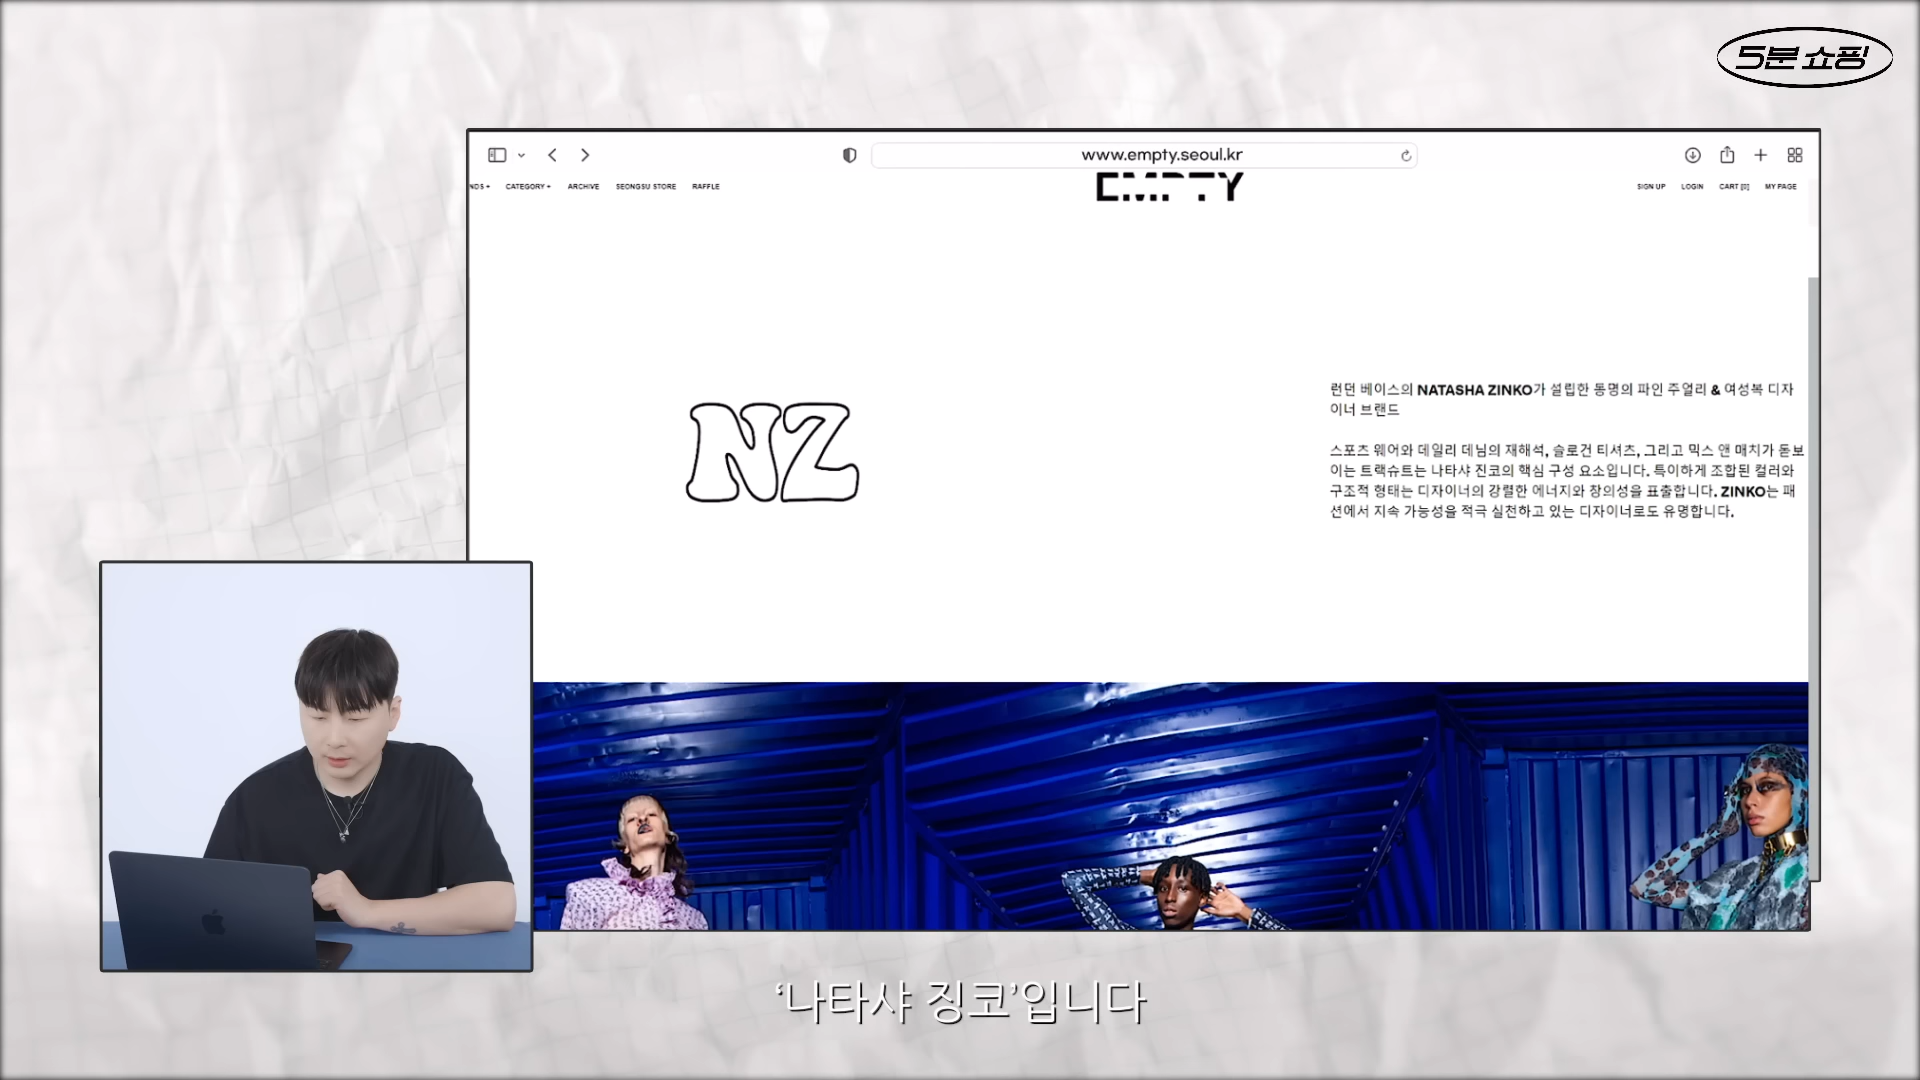 5분 쇼핑
www.empty.seoul.kr
NDS +
CATEGORY +
ARCHIVE
SEONGSU STORE
RAFFLE
EMPTY
SIGN UP
LOGIN
CART [0]
MY PAGE
NZ
런던 베이스의 NATASHA ZINKO가 설립한 동명의 파인 주얼리 & 여성복 디자
이너 브랜드
스포츠 웨어와 데일리 데님의 재해석, 슬로건 티셔츠, 그리고 믹스 앤 매치가 돋보
이는 트랙슈트는 나타샤 진코의 핵심 구성 요소입니다. 특이하게 조합된 컬러와
구조적 형태는 디자이너의 강렬한 에너지와 창의성을 표출합니다. ZINKO는 패
션에서 지속 가능성을 적극 실천하고 있는 디자이너로도 유명합니다.
‘나타샤 징코’입니다